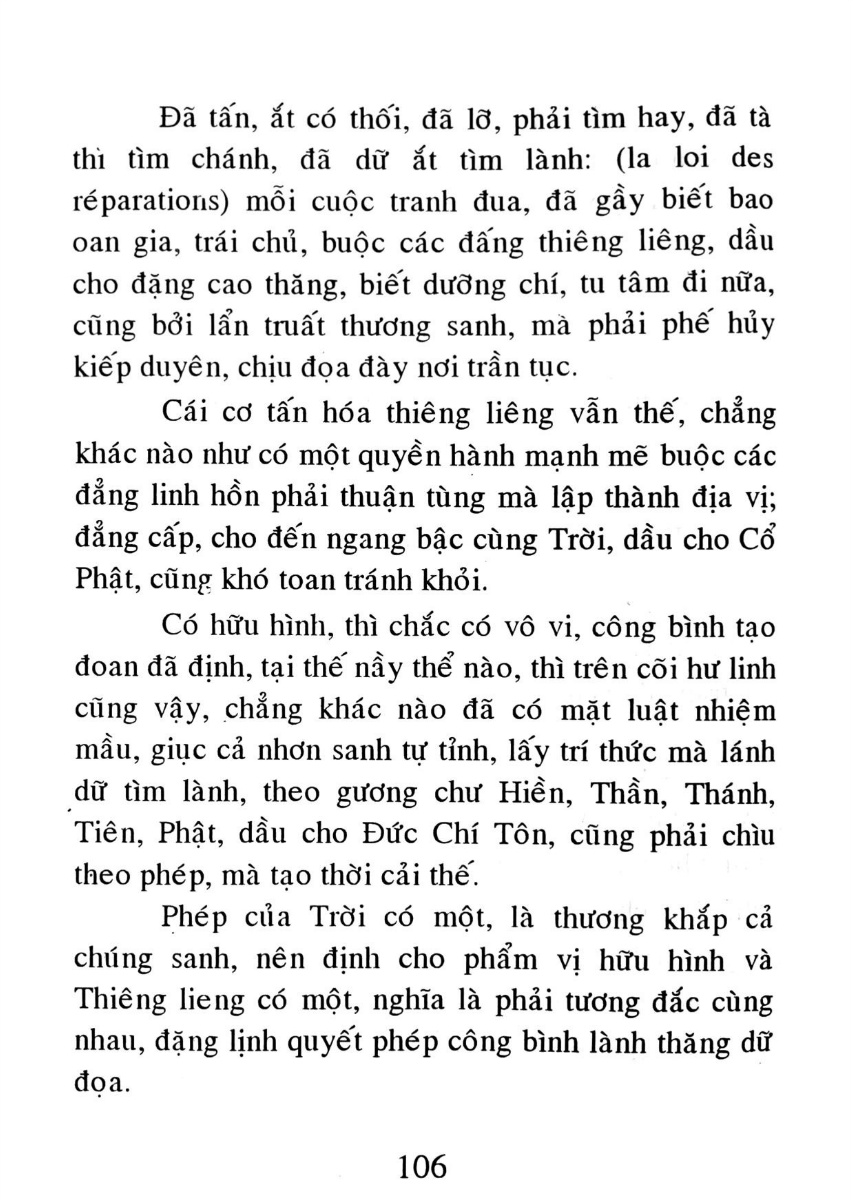 Đã tấn, ắt có thối, đã lỡ, phải tìm hay, đã tà
thì tìm chánh, đã dữ ắt tìm lành: (la loi des
réparations) mỗi cuộc tranh đua, đã gầy biết bao
oan gia, trái chủ, buộc các đấng thiêng liêng, dầu
cho đặng cao thăng, biết dưỡng chí, tu tâm đi nữa,
cũng bởi lẩn truất thương sanh, mà phải phế hủy
kiếp duyên, chịu đọa đày nơi trần tục.
Cái cơ tấn hóa thiêng liêng vẫn thế, chẳng
khác nào như có một quyền hành mạnh mẽ buộc các
đẳng linh hồn phải thuận tùng mà lập thành địa vị;
đẳng cấp, cho đến ngang bậc cùng Trời, dầu cho Cổ
Phật, cũng khó toan tránh khỏi.
Có hữu hình, thì chắc có vô vi, công bình tạo
đoan đã định, tại thế nầy thể nào, thì trên cõi hư linh
cũng vậy, chẳng khác nào đã có mặt luật nhiệm
mầu, giục cả nhơn sanh tự tỉnh, lấy trí thức mà lánh
dữ tìm lành, theo gương chư Hiền, Thần, Thánh,
Tiên, Phật, dầu cho Đức Chí Tôn, cũng phải chìu
theo phép, mà tạo thời cải thế.
Phép của Trời có một, là thương khắp cả
chúng sanh, nên định cho phẩm vị hữu hình và
Thiêng lieng có một, nghĩa là phải tương đắc cùng
nhau, đặng lịnh quyết phép công bình lành thăng dữ
đọa.
106